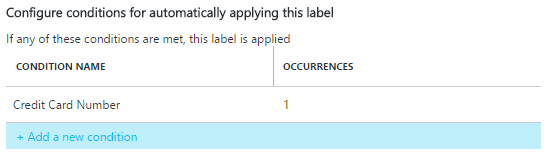 Configure conditions for automatically applying this label
If any of these conditions are met, this label is applied
CONDITION NAME OCCURRENCES
Credit Card Number 1
+ Add a new condition